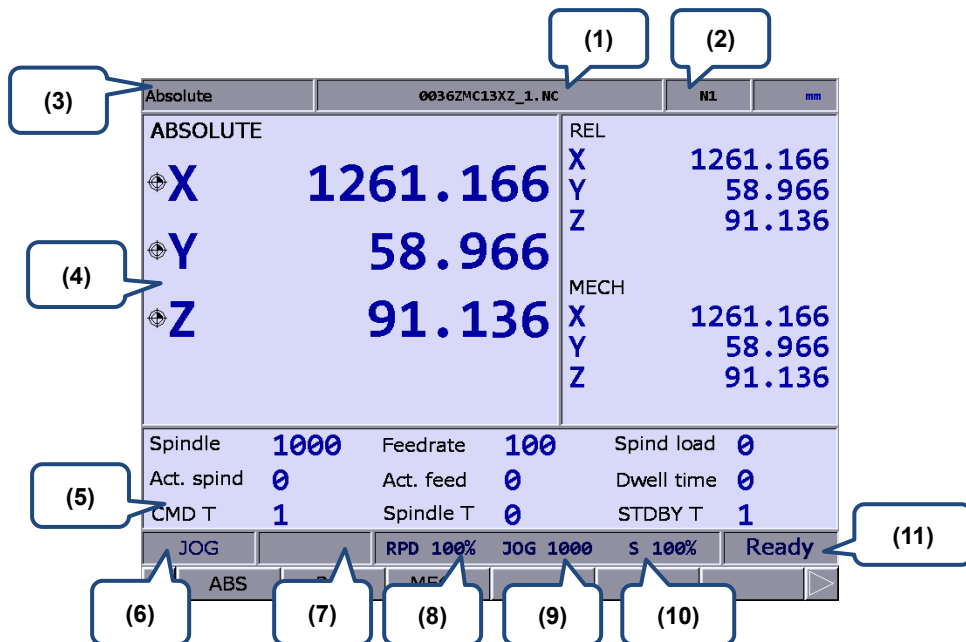 (1) (2)
(3)
Absolute 0036ZMC13XZ_1.NC N1 mm
ABSOLUTE
X 1261.166
Y 58.966
Z 91.136
(4)
REL
X 1261.166
Y 58.966
Z 91.136
MECH
X 1261.166
Y 58.966
Z 91.136
Spindle 1000 Feedrate 100 Spind load 0
Act. spind 0 Act. feed 0 Dwell time 0
(5)
CMD T 1 Spindle T 0 STDBY T 1
JOG RPD 100% JOG 1000 S 100% Ready
(11)
ABS
(6) (7) (8) (9) (10)